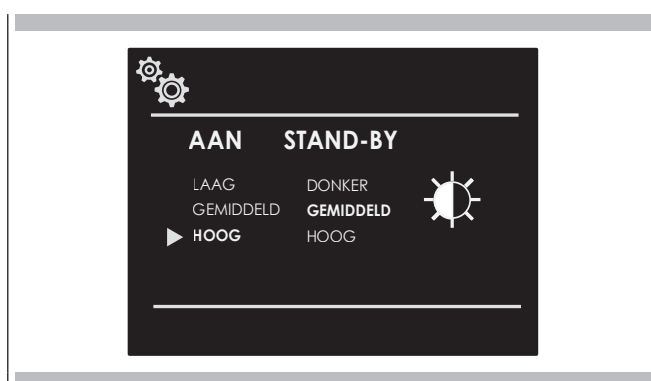 AAN STAND-BY
LAAG DONKER
GEMIDDELD GEMIDDELD
HOOG HOOG